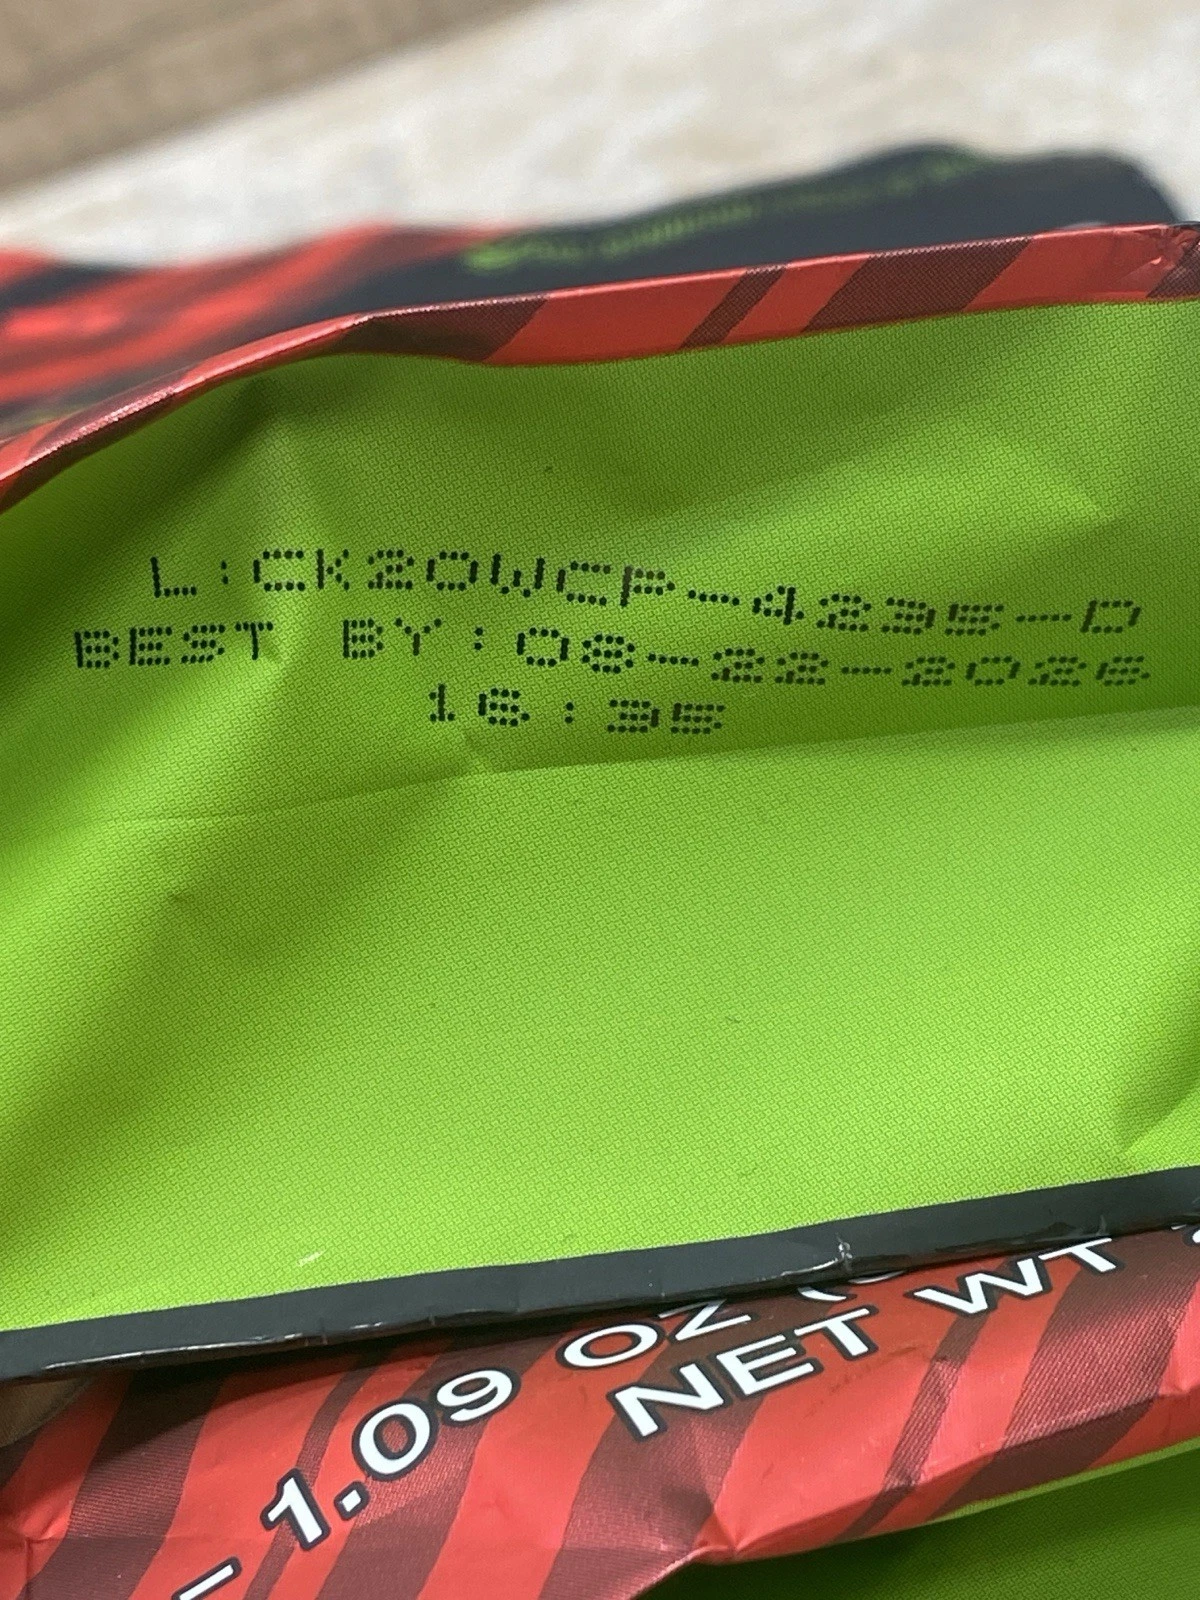 L:CK20WCP-4235-D
BEST BY:08-22-2026
16:35
- 1.09 OZ (
NET WT